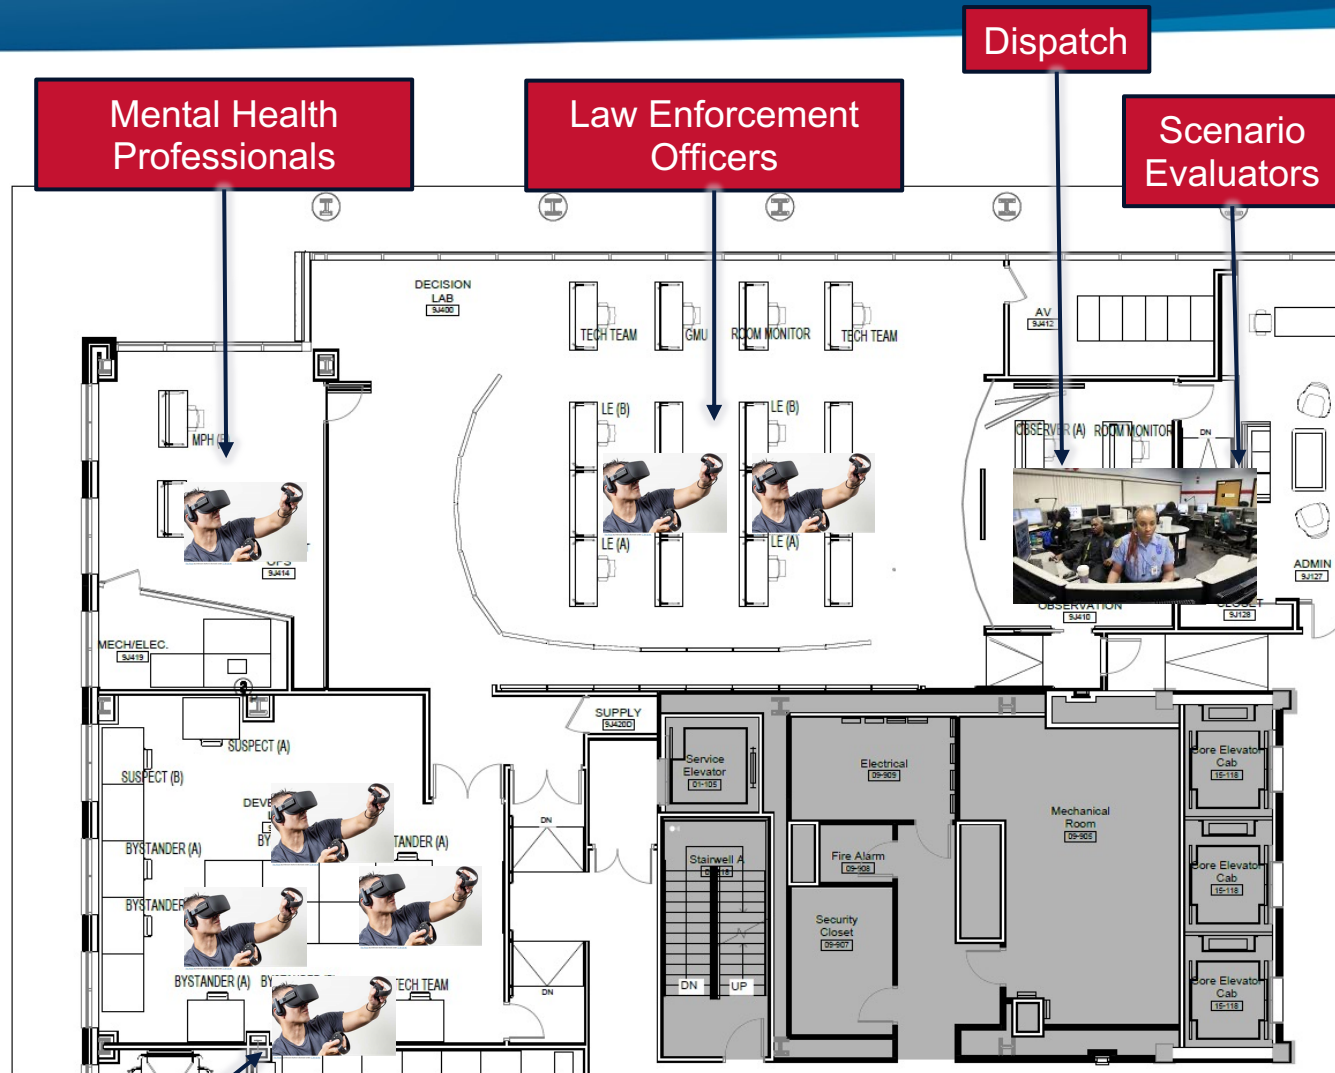 Dispatch
Mental Health
Professionals
Law Enforcement
Officers
Scenario
Evaluators
DECISION
LAB
9J400
TECH TEAM
GMU
ROOM MONITOR
TECH TEAM
AV
9J412
LE (B)
LE (B)
MPH
OBSERVER (A)
ROOM MONITOR
DN
LE (A)
LE (A)
OPS
9J414
ADMIN
9J127
OBSERVATION
9J410
CLOSET
9J128
MECH/ELEC.
9J419
SUPPLY
9J420D
SUSPECT (A)
SUSPECT (B)
Service
Elevator
01-105
Electrical
09-909
Core Elevator
Cab
15-118
DN
BYSTANDER (A)
Mechanical
Room
09-905
Stairwell A
Fire Alarm
09-908
Core Elevator
Cab
15-118
BYSTANDER
Security
Closet
09-907
BYSTANDER (A)
TECH TEAM
DN
DN
UP
Core Elevator
Cab
15-118